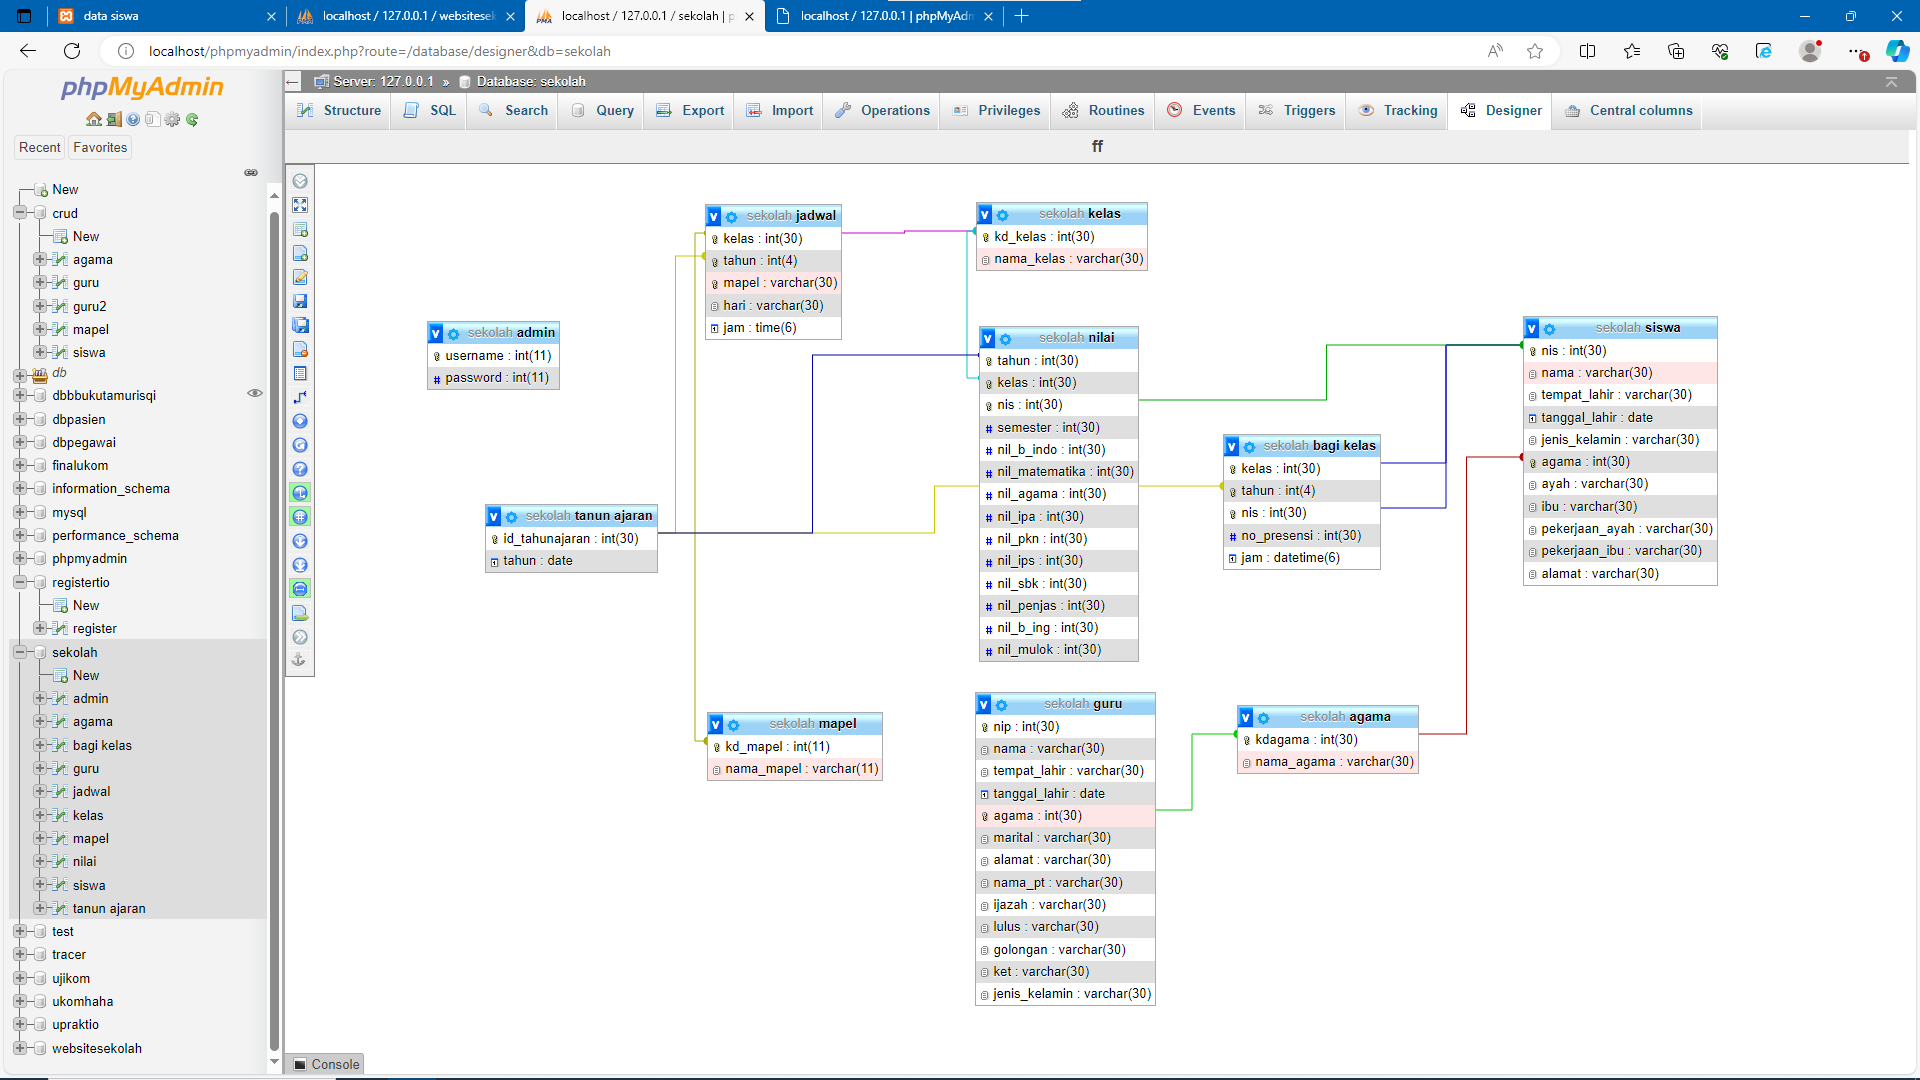 data siswa
localhost / 127.0.0.1 / websitesek
localhost / 127.0.0.1 / sekolah | p
localhost / 127.0.0.1 | phpMyAdm
localhost/phpmyadmin/index.php?route=/database/designer&db=sekolah
phpMyAdmin
Recent
Favorites
New
crud
New
agama
guru
guru2
mapel
siswa
db
dbbbukutamurisqi
dbpasien
dbpegawai
finalukom
information_schema
mysql
performance_schema
phpmyadmin
registertio
New
register
sekolah
New
admin
agama
bagi kelas
guru
jadwal
kelas
mapel
nilai
siswa
tanun ajaran
test
tracer
ujikom
ukomhaha
upraktio
websitesekolah
Server: 127.0.0.1 » Database: sekolah
Structure SQL Search Query Export Import Operations Privileges Routines Events Triggers Tracking Designer Central columns
ff
sekolah admin
username : int(11)
password : int(11)
sekolah tanun ajaran
id_tahunajaran : int(30)
tahun : date
sekolah jadwal
kelas : int(30)
tahun : int(4)
mapel : varchar(30)
hari : varchar(30)
jam : time(6)
sekolah mapel
kd_mapel : int(11)
nama_mapel : varchar(11)
sekolah kelas
kd_kelas : int(30)
nama_kelas : varchar(30)
sekolah nilai
tahun : int(30)
kelas : int(30)
nis : int(30)
# semester : int(30)
# nil_b_indo : int(30)
# nil_matematika : int(30)
# nil_agama : int(30)
# nil_ipa : int(30)
# nil_pkn : int(30)
# nil_ips : int(30)
# nil_sbk : int(30)
# nil_penjas : int(30)
# nil_b_ing : int(30)
# nil_mulok : int(30)
sekolah guru
nip : int(30)
nama : varchar(30)
tempat_lahir : varchar(30)
tanggal_lahir : date
agama : int(30)
marital : varchar(30)
alamat : varchar(30)
nama_pt : varchar(30)
ijazah : varchar(30)
lulus : varchar(30)
golongan : varchar(30)
ket : varchar(30)
jenis_kelamin : varchar(30)
sekolah bagi kelas
kelas : int(30)
tahun : int(4)
nis : int(30)
# no_presensi : int(30)
jam : datetime(6)
sekolah agama
kdagama : int(30)
nama_agama : varchar(30)
sekolah siswa
nis : int(30)
nama : varchar(30)
tempat_lahir : varchar(30)
tanggal_lahir : date
jenis_kelamin : varchar(30)
agama : int(30)
ayah : varchar(30)
ibu : varchar(30)
pekerjaan_ayah : varchar(30)
pekerjaan_ibu : varchar(30)
alamat : varchar(30)
Console